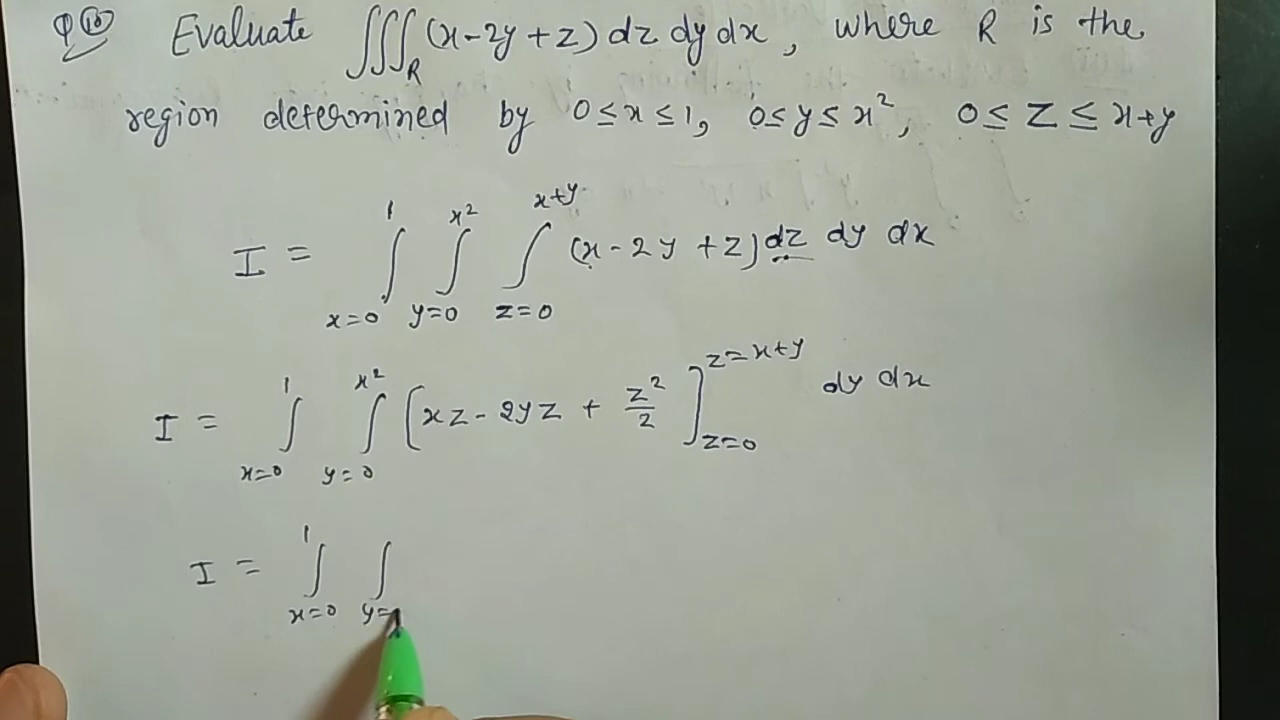 Q⑩ Evaluate ∭_R (x-2y+z) dz dy dx, where R is the
region determined by 0≤x≤1, 0≤y≤x², 0≤z≤x+y
I = ∫_{x=0}^{1} ∫_{y=0}^{x²} ∫_{z=0}^{x+y} (x-2y+z) dz dy dx
I = ∫_{x=0}^{1} ∫_{y=0}^{x²} [xz-2yz + z²/2]_{z=0}^{z=x+y} dy dx
I = ∫_{x=0}^{1} ∫_{y=